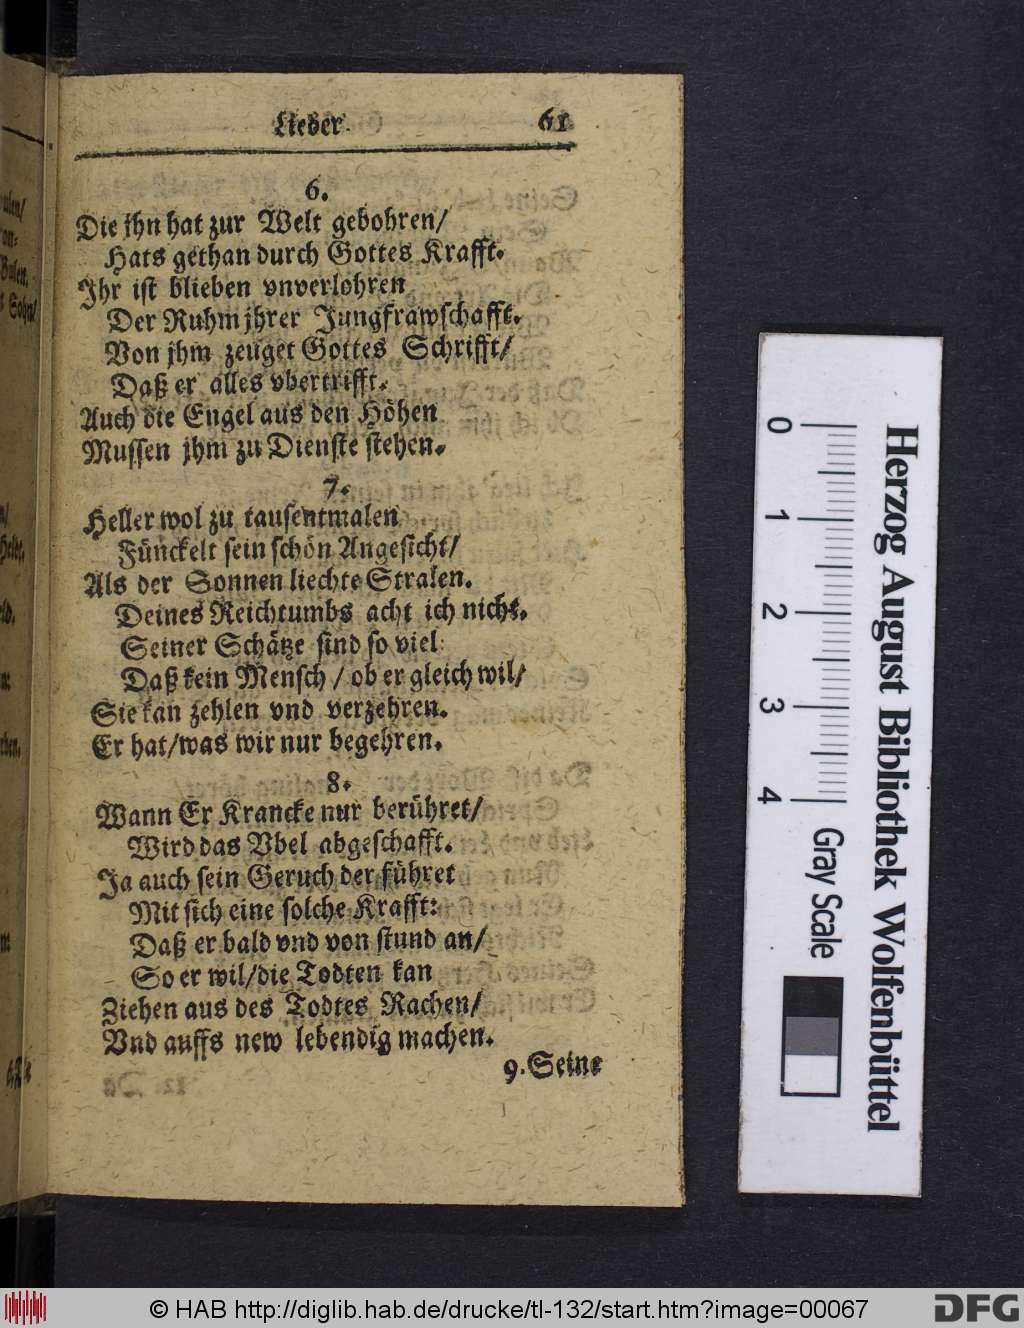 Lieder. 61
6.
Die jhn hat zur Welt gebohren/
Hats gethan durch Gottes Krafft.
Jhr ist blieben vnverlohren
Der Ruhm jhrer Jungfrawschafft.
Von jhm zeuget Gottes Schrifft/
Daß er alles vbertrifft.
Auch die Engel aus den Höhen
Mussen jhm zu Dienste stehen.
7.
Heller wol zu tausentmalen
Fünckelt sein schön Angesicht/
Als der Sonnen liechte Stralen.
Deines Reichtumbs acht ich nicht.
Seiner Schätze sind so viel
Daß kein Mensch / ob er gleich wil/
Sie kan zehlen vnd verzehren.
Er hat/was wir nur begehren.
8.
Wann Er Krancke nur berühret/
Wird das Vbel abgeschafft.
Ja auch sein Geruch der führet
Mit sich eine solche Krafft:
Daß er bald vnd von stund an/
So er wil/die Todten kan
Ziehen aus des Todtes Rachen/
Vnd auffs new lebendig machen.
9. Seine
Herzog August Bibliothek Wolfenbüttel
0 1 2 3 4 Gray Scale
© HAB http://diglib.hab.de/drucke/tl-132/start.htm?image=00067
DFG